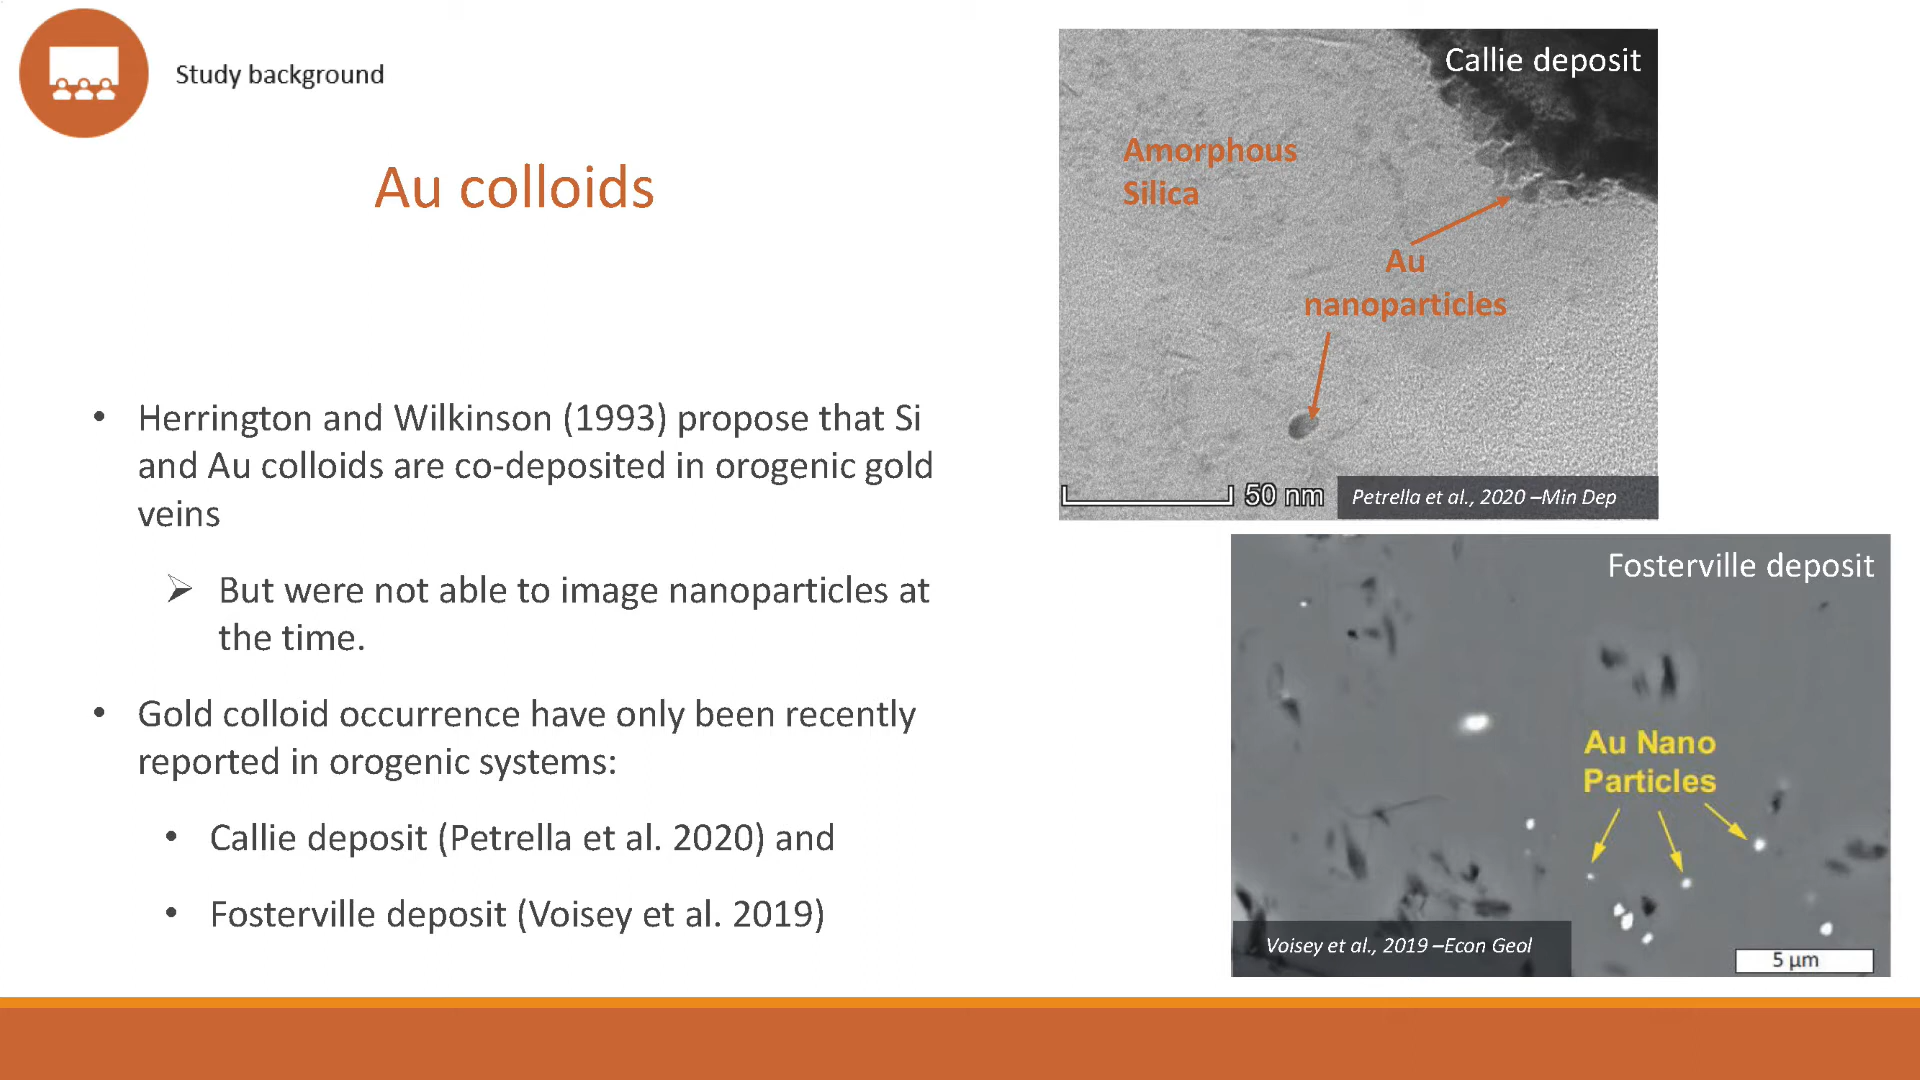 Study background
Au colloids
• Herrington and Wilkinson (1993) propose that Si
and Au colloids are co-deposited in orogenic gold
veins
➢ But were not able to image nanoparticles at
the time.
• Gold colloid occurrence have only been recently
reported in orogenic systems:
• Callie deposit (Petrella et al. 2020) and
• Fosterville deposit (Voisey et al. 2019)
Callie deposit
Amorphous
Silica
Au
nanoparticles
50 nm
Petrella et al., 2020 –Min Dep
Fosterville deposit
Au Nano
Particles
Voisey et al., 2019 –Econ Geol
5 µm